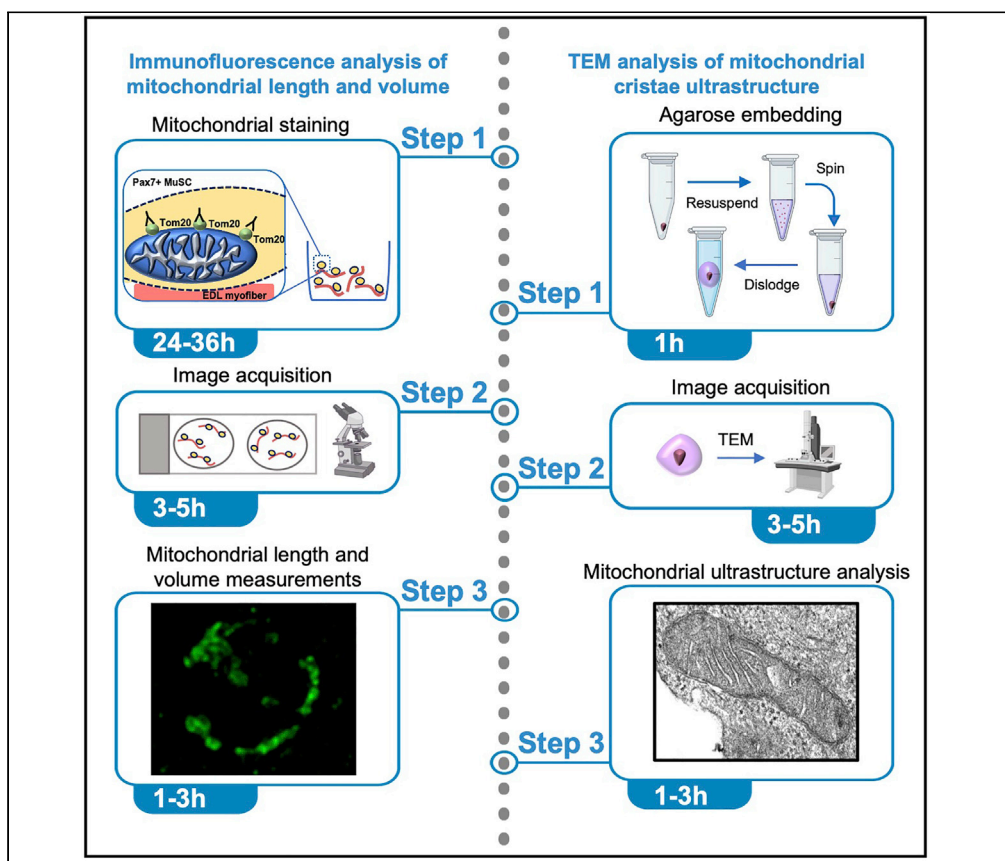 Immunofluorescence analysis of
mitochondrial length and volume
Mitochondrial staining
Step 1
Pax7+ MuSC
Tom20
Tom20
Tom20
EDL myofiber
24-36h
Image acquisition
Step 2
3-5h
Mitochondrial length and
volume measurements
Step 3
1-3h
TEM analysis of mitochondrial
cristae ultrastructure
Agarose embedding
Resuspend
Spin
Dislodge
Step 1
1h
Image acquisition
TEM
Step 2
3-5h
Mitochondrial ultrastructure analysis
Step 3
1-3h